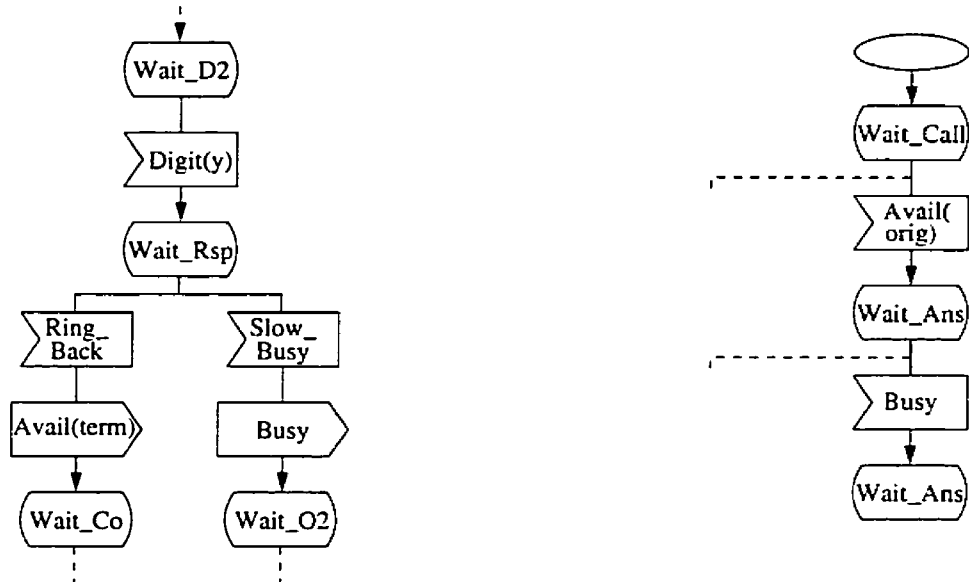 Wait_D2
Digit(y)
Wait_Rsp
Ring_
Back
Slow_
Busy
Avail(term)
Busy
Wait_Co
Wait_O2
Wait_Call
Avail(
orig)
Wait_Ans
Busy
Wait_Ans